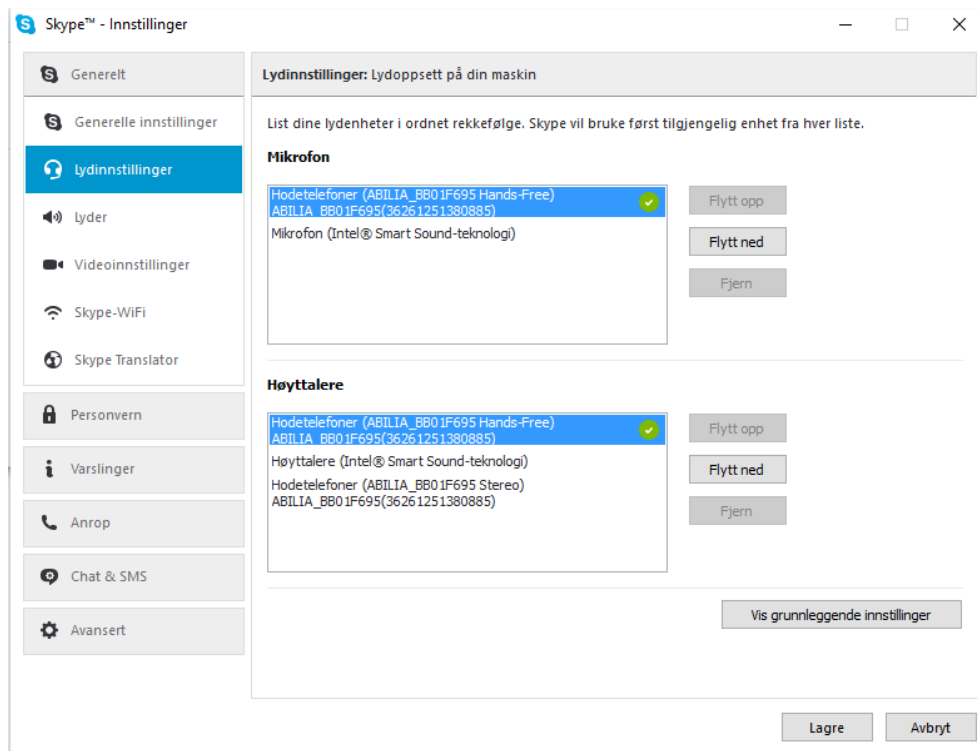 Skype™ - Innstillinger
Generelt
Generelle innstillinger
Lydinnstillinger
Lyder
Videoinnstillinger
Skype-WiFi
Skype Translator
Personvern
Varslinger
Anrop
Chat & SMS
Avansert
Lydinnstillinger: Lydoppsett på din maskin
List dine lydenheter i ordnet rekkefølge. Skype vil bruke først tilgjengelig enhet fra hver liste.
Mikrofon
Hodetelefoner (ABILIA_BB01F695 Hands-Free)
ABILIA_BB01F695(36261251380885)
Mikrofon (Intel® Smart Sound-teknologi)
Flytt opp
Flytt ned
Fjern
Høyttalere
Hodetelefoner (ABILIA_BB01F695 Hands-Free)
ABILIA_BB01F695(36261251380885)
Høyttalere (Intel® Smart Sound-teknologi)
Hodetelefoner (ABILIA_BB01F695 Stereo)
ABILIA_BB01F695(36261251380885)
Flytt opp
Flytt ned
Fjern
Vis grunnleggende innstillinger
Lagre
Avbryt